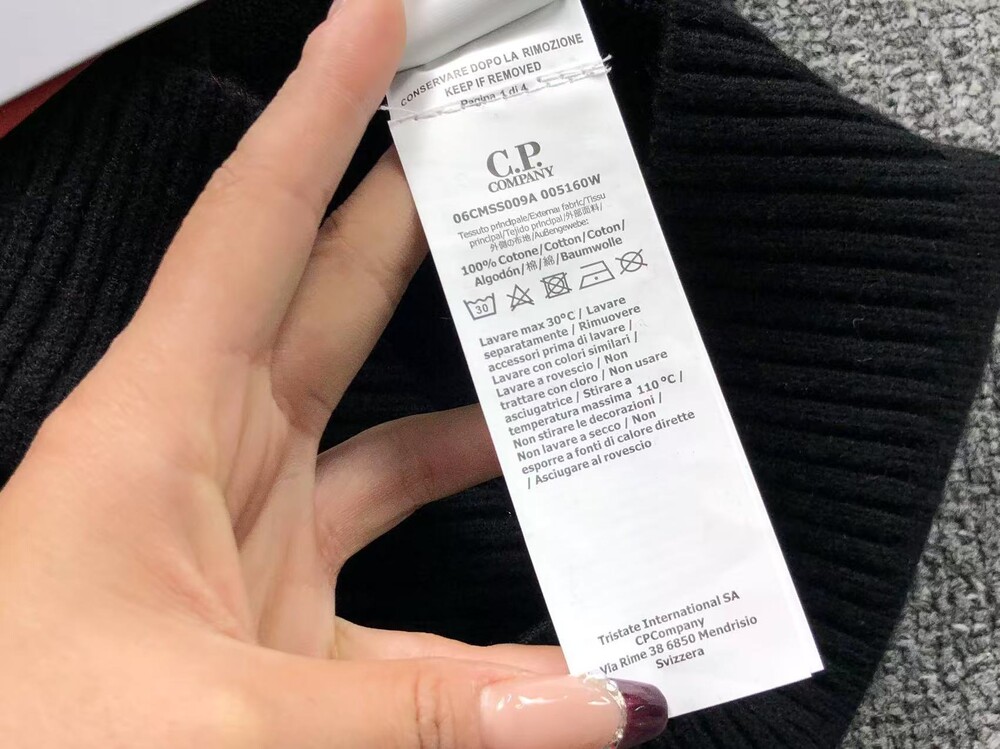 CONSERVARE DOPO LA RIMOZIONE
KEEP IF REMOVED
Pagina 1 di 4
C.P.
COMPANY
06CMSS009A 005160W
Tessuto principale/External fabric/Tissu
principal/Tejido principal/外部面料/
外側の布地/Außengewebe:
100% Cotone/Cotton/Coton/
Algodón/棉/綿/Baumwolle
30
Lavare max 30°C / Lavare
separatamente / Rimuovere
accessori prima di lavare /
Lavare con colori similari /
Lavare a rovescio / Non
trattare con cloro / Non usare
asciugatrice / Stirare a
temperatura massima 110 °C /
Non stirare le decorazioni /
Non lavare a secco / Non
esporre a fonti di calore dirette
/ Asciugare al rovescio
Tristate International SA
CPCompany
Via Rime 38 6850 Mendrisio
Svizzera